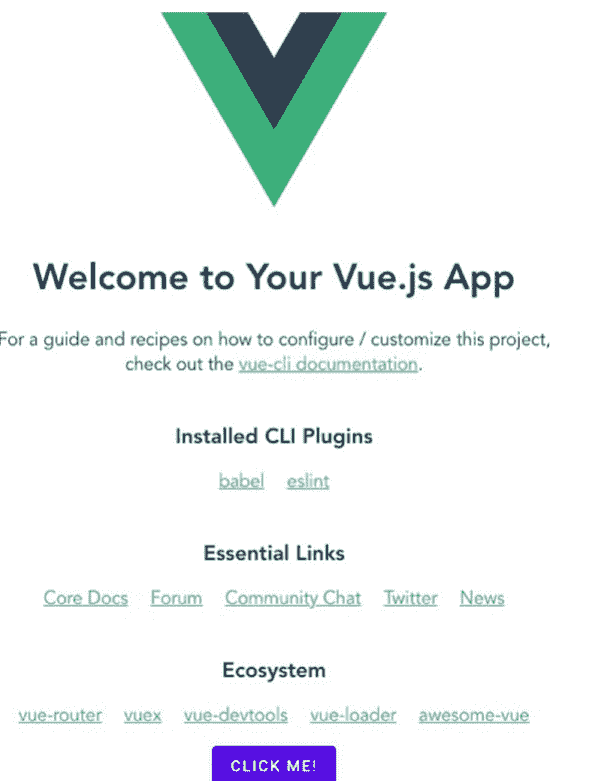 Welcome to Your Vue.js App
For a guide and recipes on how to configure / customize this project,
check out the vue-cli documentation.
Installed CLI Plugins
babel eslint
Essential Links
Core Docs Forum Community Chat Twitter News
Ecosystem
vue-router vuex vue-devtools vue-loader awesome-vue
CLICK ME!